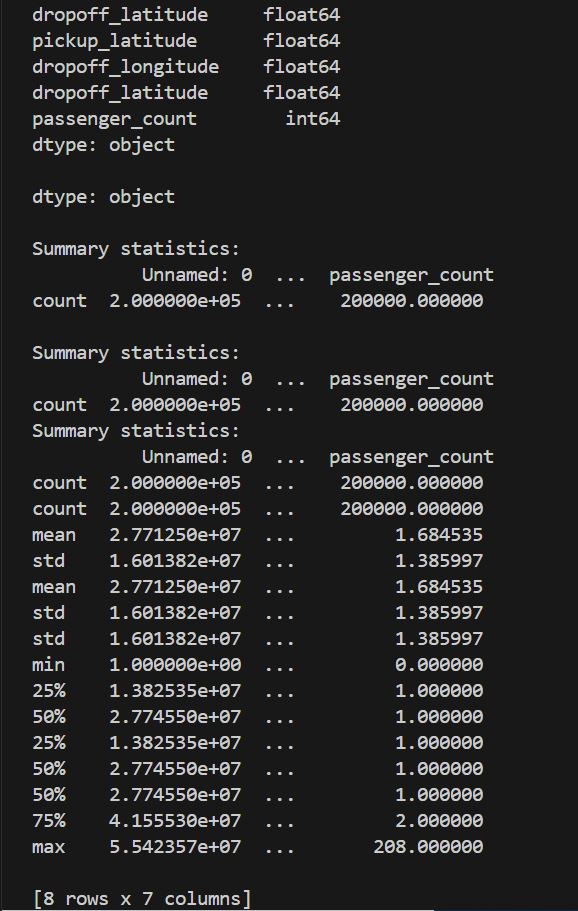 dropoff_latitude     float64
pickup_latitude      float64
dropoff_longitude    float64
dropoff_latitude     float64
passenger_count        int64
dtype: object
dtype: object
Summary statistics:
          Unnamed: 0  ...  passenger_count
count  2.000000e+05  ...    200000.000000
Summary statistics:
          Unnamed: 0  ...  passenger_count
count  2.000000e+05  ...    200000.000000
Summary statistics:
          Unnamed: 0  ...  passenger_count
count  2.000000e+05  ...    200000.000000
count  2.000000e+05  ...    200000.000000
mean   2.771250e+07  ...         1.684535
std    1.601382e+07  ...         1.385997
mean   2.771250e+07  ...         1.684535
std    1.601382e+07  ...         1.385997
std    1.601382e+07  ...         1.385997
min    1.000000e+00  ...         0.000000
25%    1.382535e+07  ...         1.000000
50%    2.774550e+07  ...         1.000000
25%    1.382535e+07  ...         1.000000
50%    2.774550e+07  ...         1.000000
50%    2.774550e+07  ...         1.000000
75%    4.155530e+07  ...         2.000000
max    5.542357e+07  ...       208.000000
[8 rows x 7 columns]